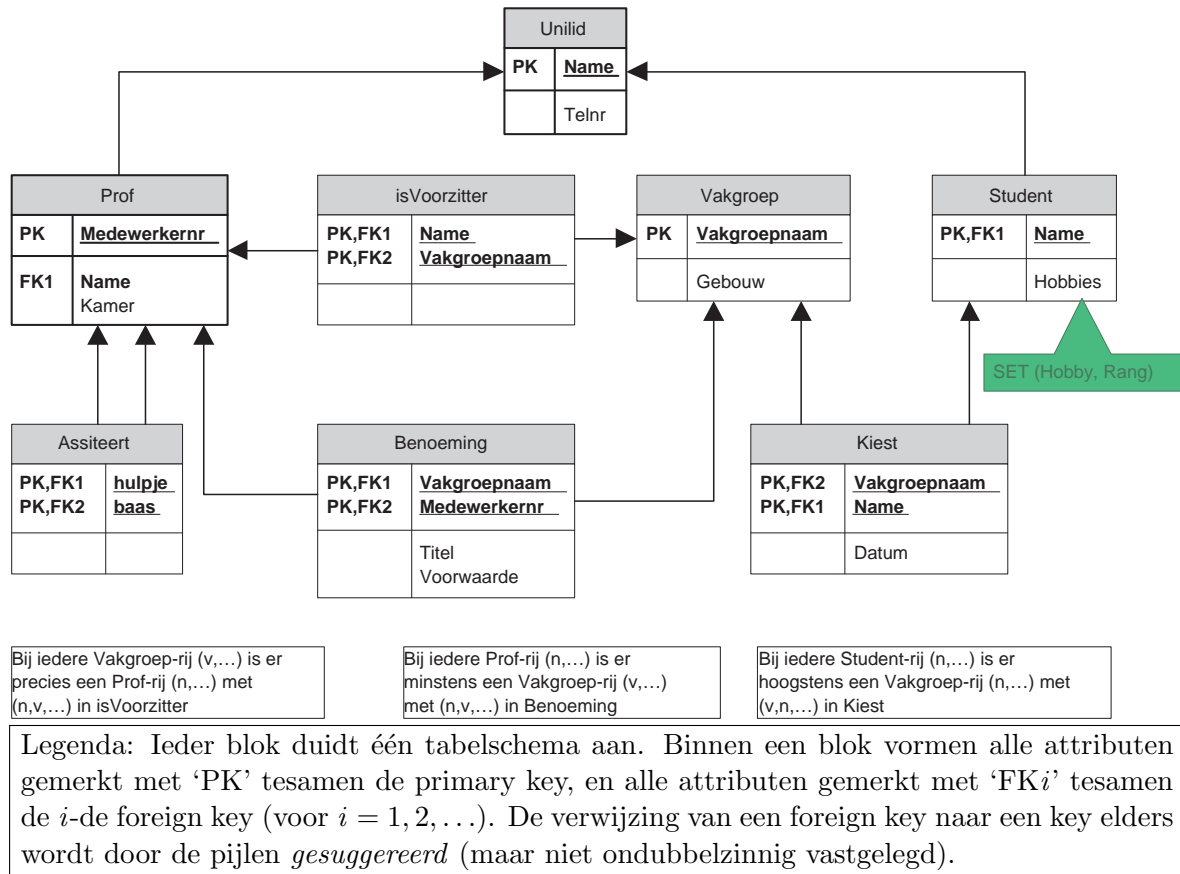 Unilid
PK Name
Telnr
Prof
PK Medewerkernr
FK1 Name
Kamer
isVoorzitter
PK,FK1 Name
PK,FK2 Vakgroepnaam
Vakgroep
PK Vakgroepnaam
Gebouw
Student
PK,FK1 Name
Hobbies
SET (Hobby, Rang)
Assiteert
PK,FK1 hulpje
PK,FK2 baas
Benoeming
PK,FK1 Vakgroepnaam
PK,FK2 Medewerkernr
Titel
Voorwaarde
Kiest
PK,FK2 Vakgroepnaam
PK,FK1 Name
Datum
Bij iedere Vakgroep-rij (v,…) is er
precies een Prof-rij (n,…) met
(n,v,…) in isVoorzitter
Bij iedere Prof-rij (n,…) is er
minstens een Vakgroep-rij (v,…)
met (n,v,…) in Benoeming
Bij iedere Student-rij (n,…) is er
hoogstens een Vakgroep-rij (n,…) met
(v,n,…) in Kiest
Legenda: Ieder blok duidt één tabelschema aan. Binnen een blok vormen alle attributen
gemerkt met ‘PK’ tesamen de primary key, en alle attributen gemerkt met ‘FKi’ tesamen
de i-de foreign key (voor i = 1, 2, . . .). De verwijzing van een foreign key naar een key elders
wordt door de pijlen gesuggereerd (maar niet ondubbelzinnig vastgelegd).